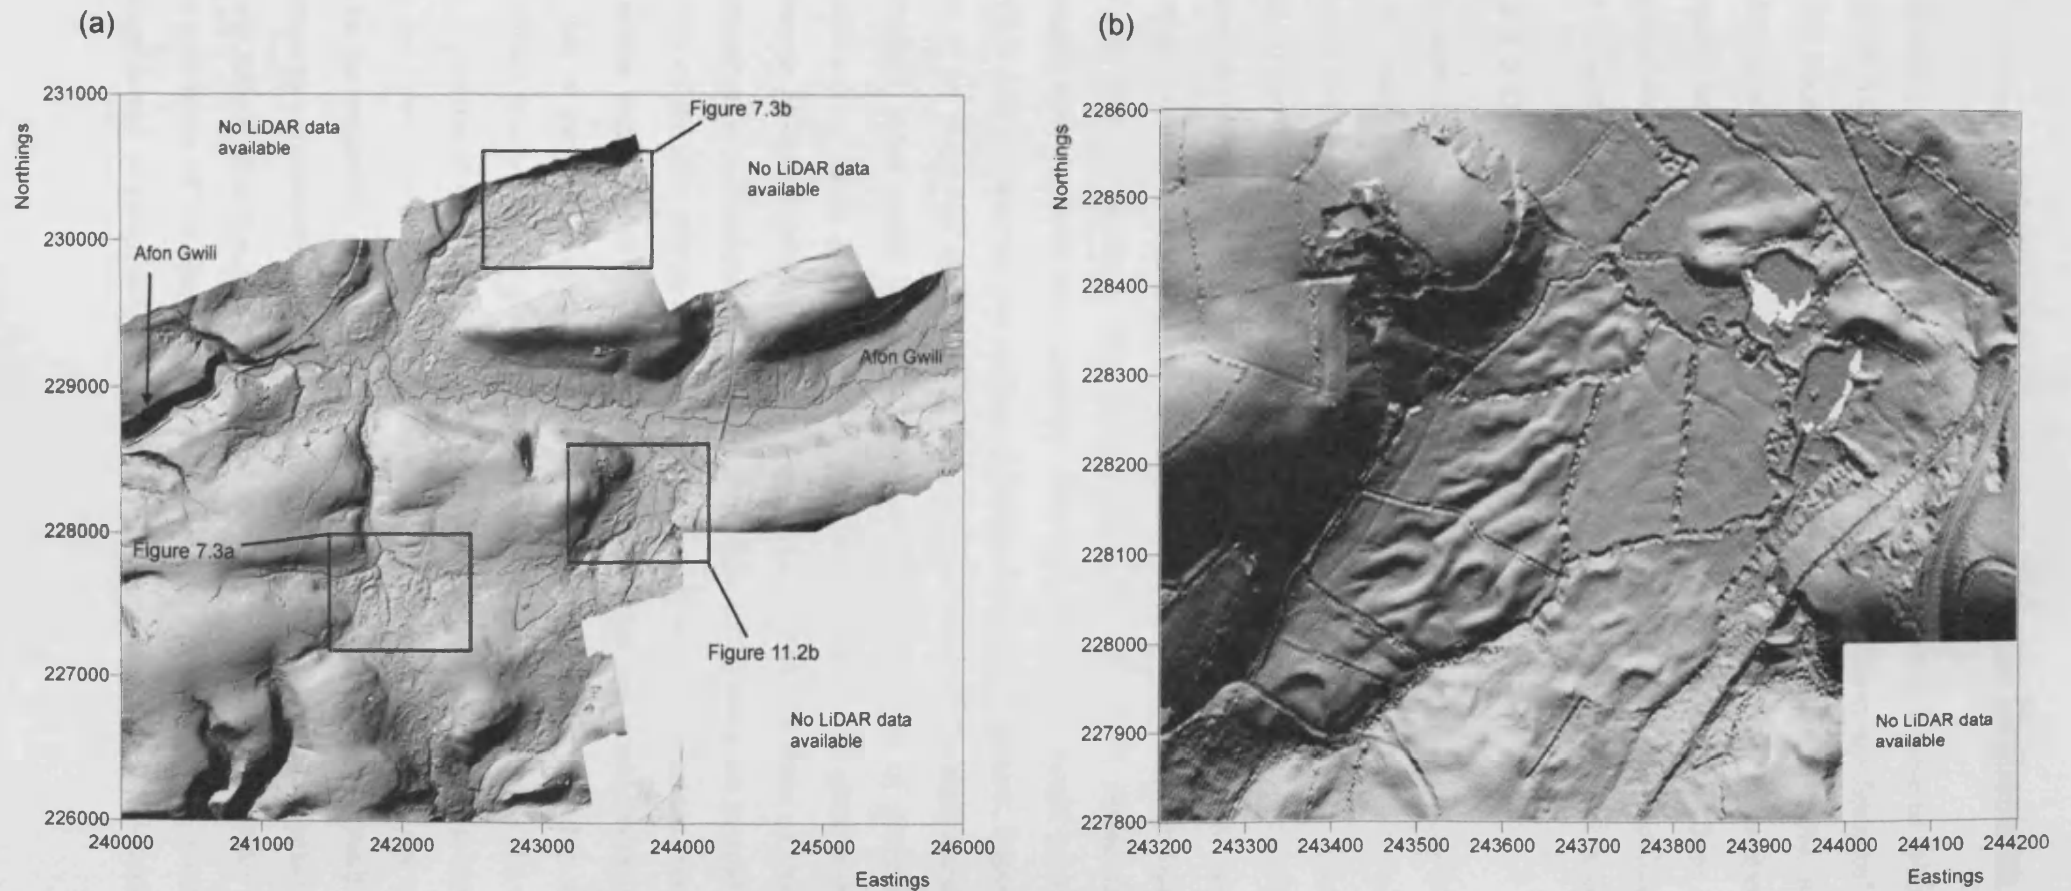 (a)
231000
230000
229000
228000
227000
226000
Northings
240000 241000 242000 243000 244000 245000 246000
Eastings
No LiDAR data
available
Figure 7.3b
No LiDAR data
available
Afon Gwili
Afon Gwili
Figure 7.3a
Figure 11.2b
No LiDAR data
available
(b)
228600
228500
228400
228300
228200
228100
228000
227900
227800
Northings
243200 243300 243400 243500 243600 243700 243800 243900 244000 244100 244200
Eastings
No LiDAR data
available